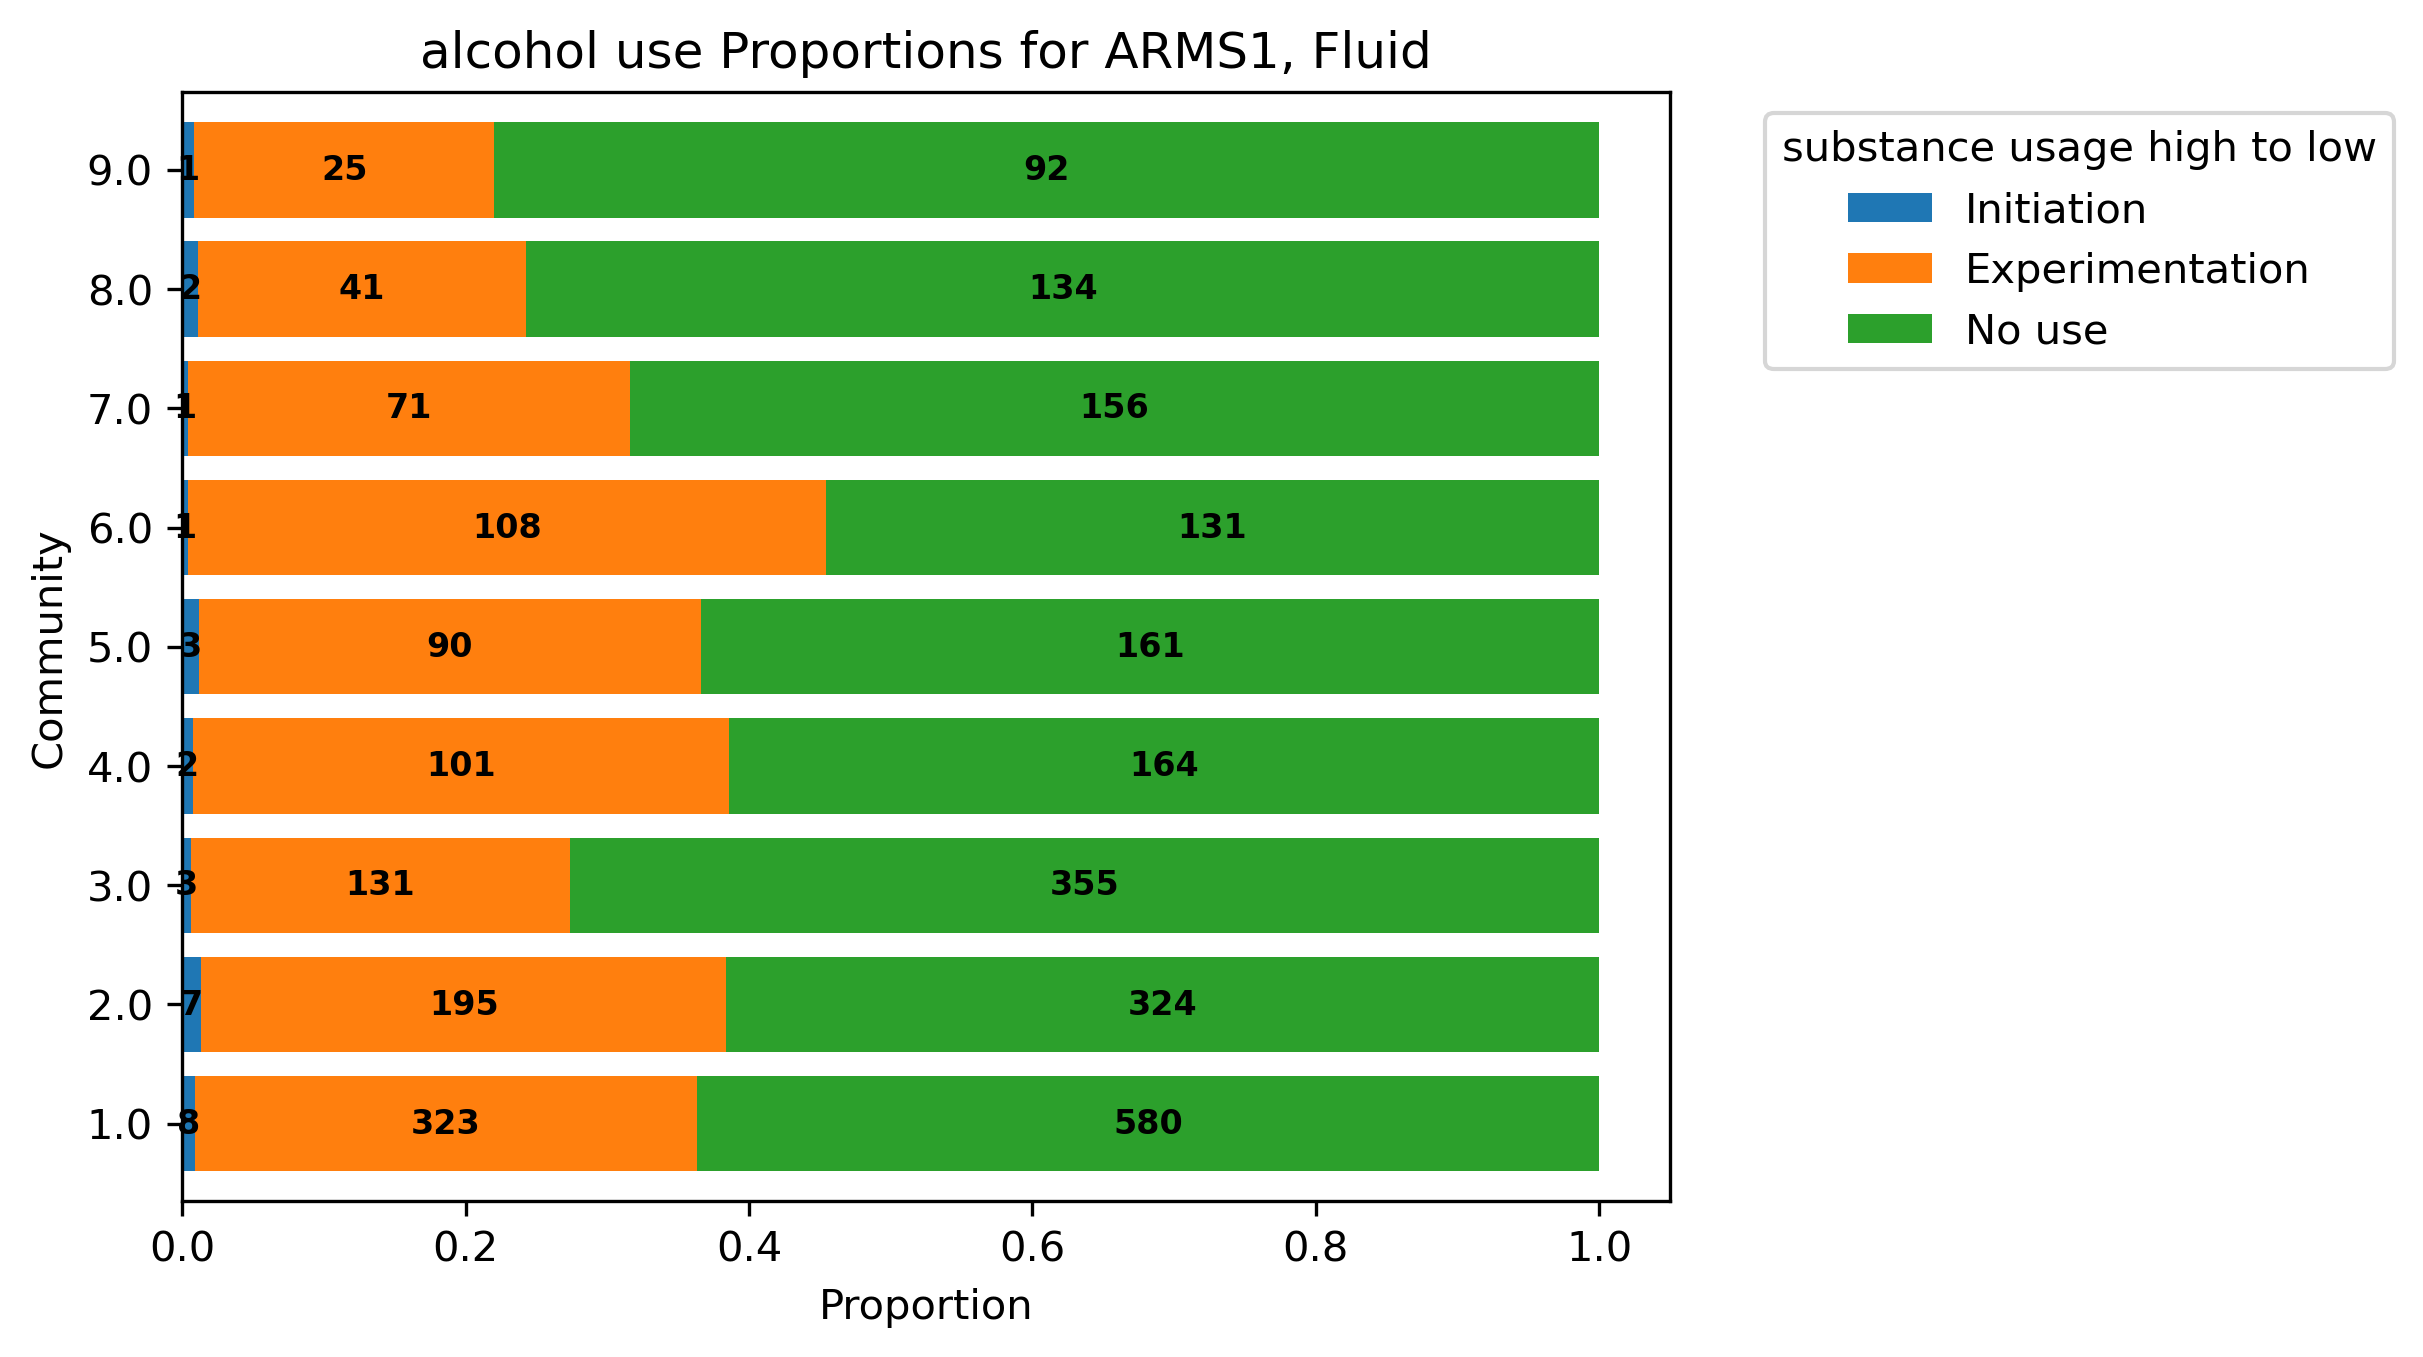 alcohol use Proportions for ARMS1, Fluid
substance usage high to low
Initiation
Experimentation
No use
Community
9.0 1 25 92
8.0 2 41 134
7.0 1 71 156
6.0 1 108 131
5.0 3 90 161
4.0 2 101 164
3.0 3 131 355
2.0 7 195 324
1.0 8 323 580
0.0 0.2 0.4 0.6 0.8 1.0
Proportion